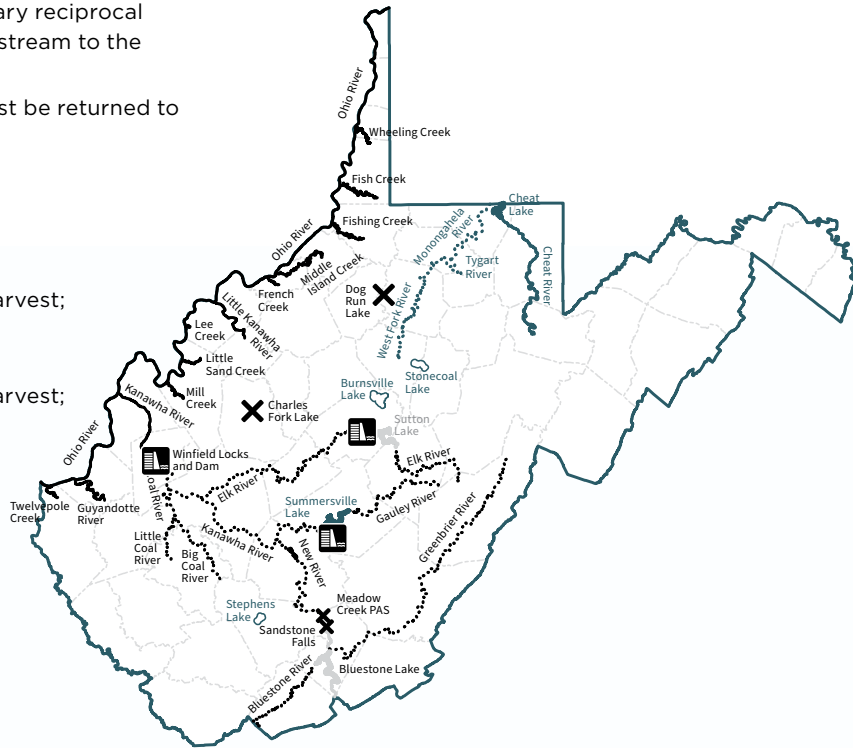 ary reciprocal
stream to the
st be returned to
arvest;
arvest;
Ohio River
Wheeling Creek
Fish Creek
Fishing Creek
Ohio River
Middle
Island Creek
French
Creek
Little Kanawha
River
Dog
Run
Lake
Monongahela
River
Cheat
Lake
Tygart
River
Cheat River
West Fork River
Lee
Creek
Little
Sand Creek
Mill
Creek
Kanawha River
Ohio River
Charles
Fork Lake
Burnsville
Lake
Stonecoal
Lake
Sutton
Lake
Winfield Locks
and Dam
Elk River
Elk River
oal River
Twelvepole
Creek
Guyandotte
River
Little
Coal
River
Big
Coal
River
Kanawha River
Summersville
Lake
Gauley River
Greenbrier River
New River
Stephens
Lake
Meadow
Creek PAS
Sandstone
Falls
Bluestone River
Bluestone Lake